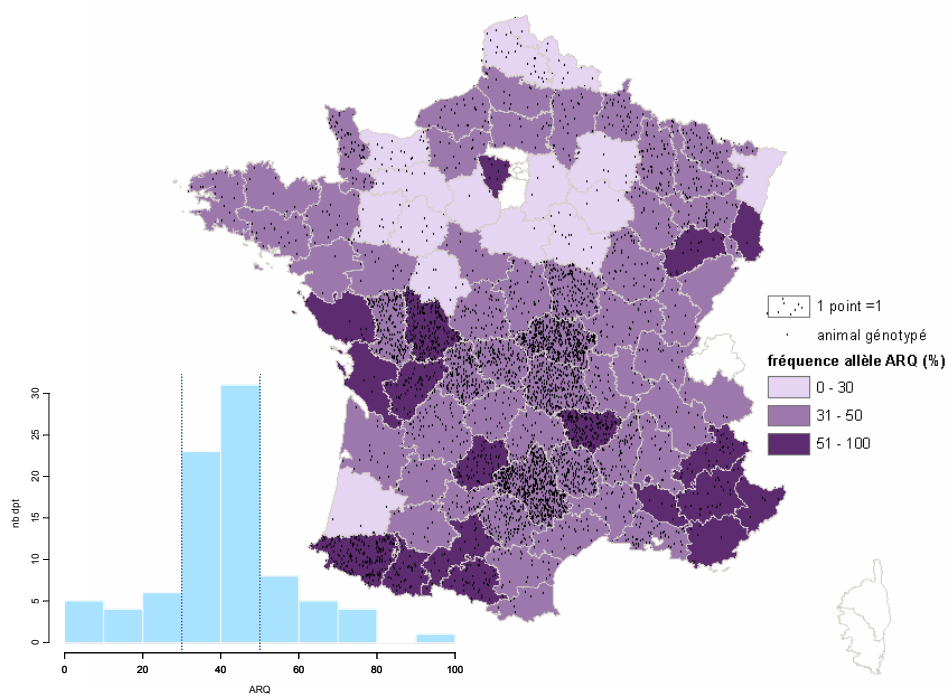 1 point =1
animal génotypé
fréquence allèle ARQ (%)
0 - 30
31 - 50
51 - 100
30
25
20
15
10
5
0
nb dpt
0 20 40 60 80 100
ARQ